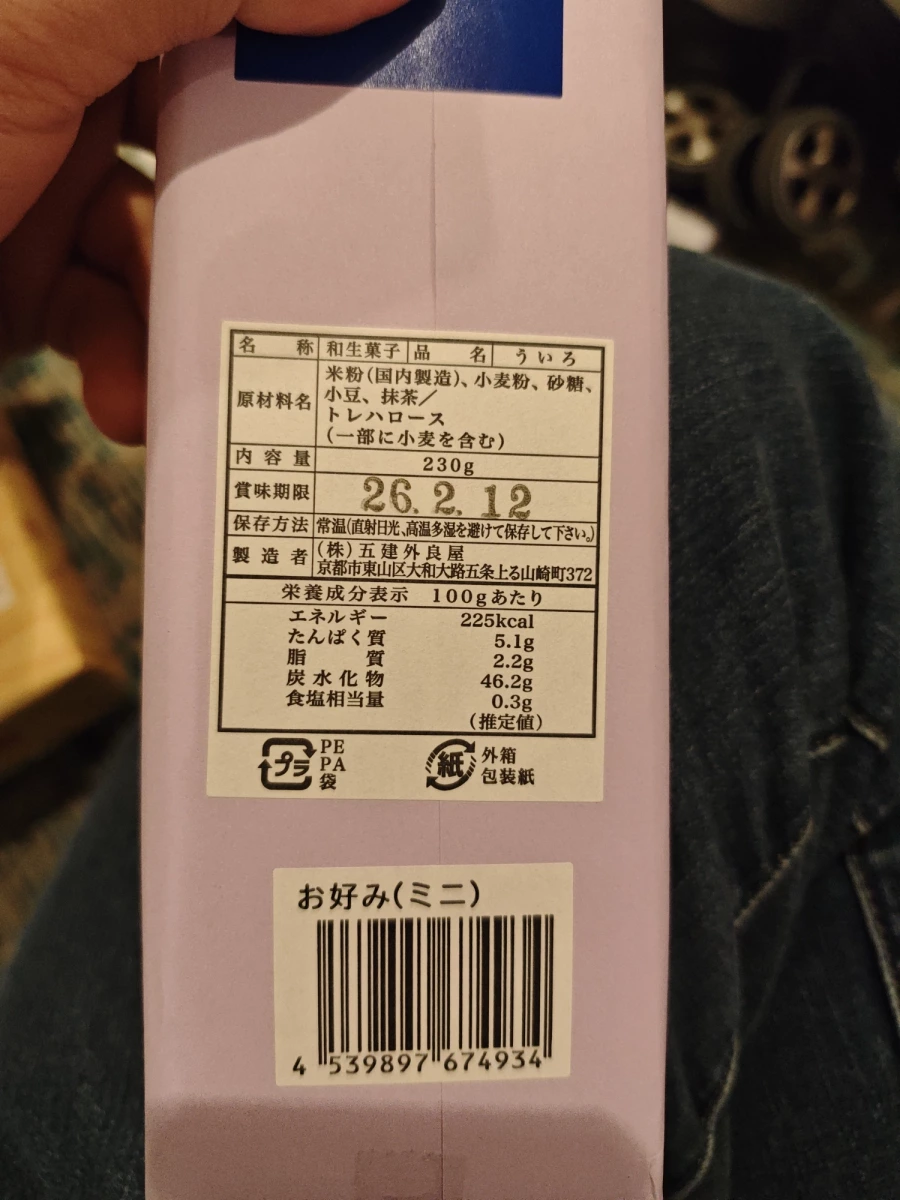 名称 和生菓子 品名 ういろ
原材料名 米粉(国内製造)、小麦粉、砂糖、
小豆、抹茶/
トレハロース
(一部に小麦を含む)
内容量 230g
賞味期限 26.2.12
保存方法 常温(直射日光、高温多湿を避けて保存して下さい。)
製造者 (株)五建外良屋
京都市東山区大和大路五条上る山崎町372
栄養成分表示 100gあたり
エネルギー 225kcal
たんぱく質 5.1g
脂質 2.2g
炭水化物 46.2g
食塩相当量 0.3g
(推定値)
プラ PE
PA
袋
紙 外箱
包装紙
お好み(ミニ)
4 539897 674934